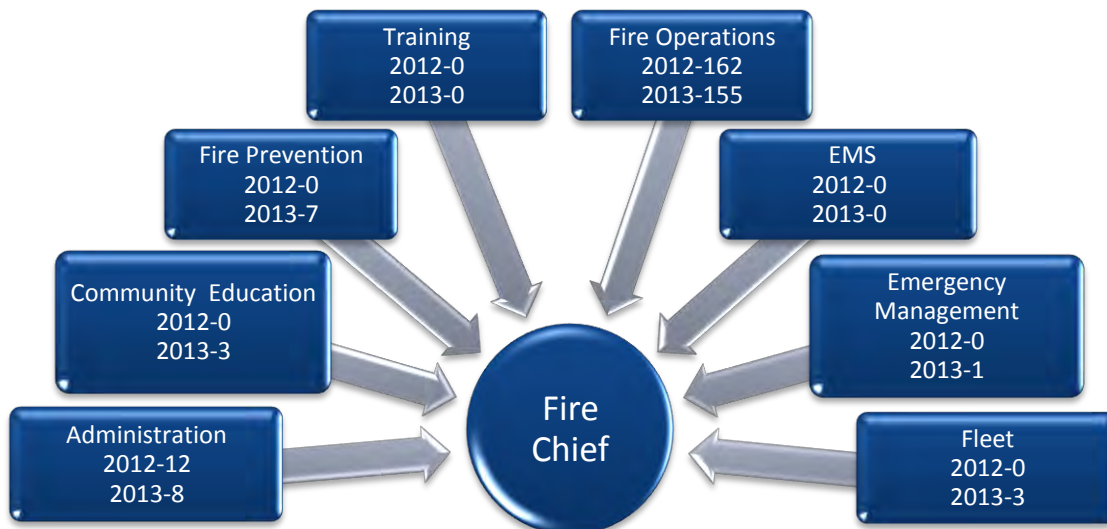 Training
2012-0
2013-0
Fire Operations
2012-162
2013-155
Fire Prevention
2012-0
2013-7
EMS
2012-0
2013-0
Community Education
2012-0
2013-3
Emergency
Management
2012-0
2013-1
Administration
2012-12
2013-8
Fire
Chief
Fleet
2012-0
2013-3